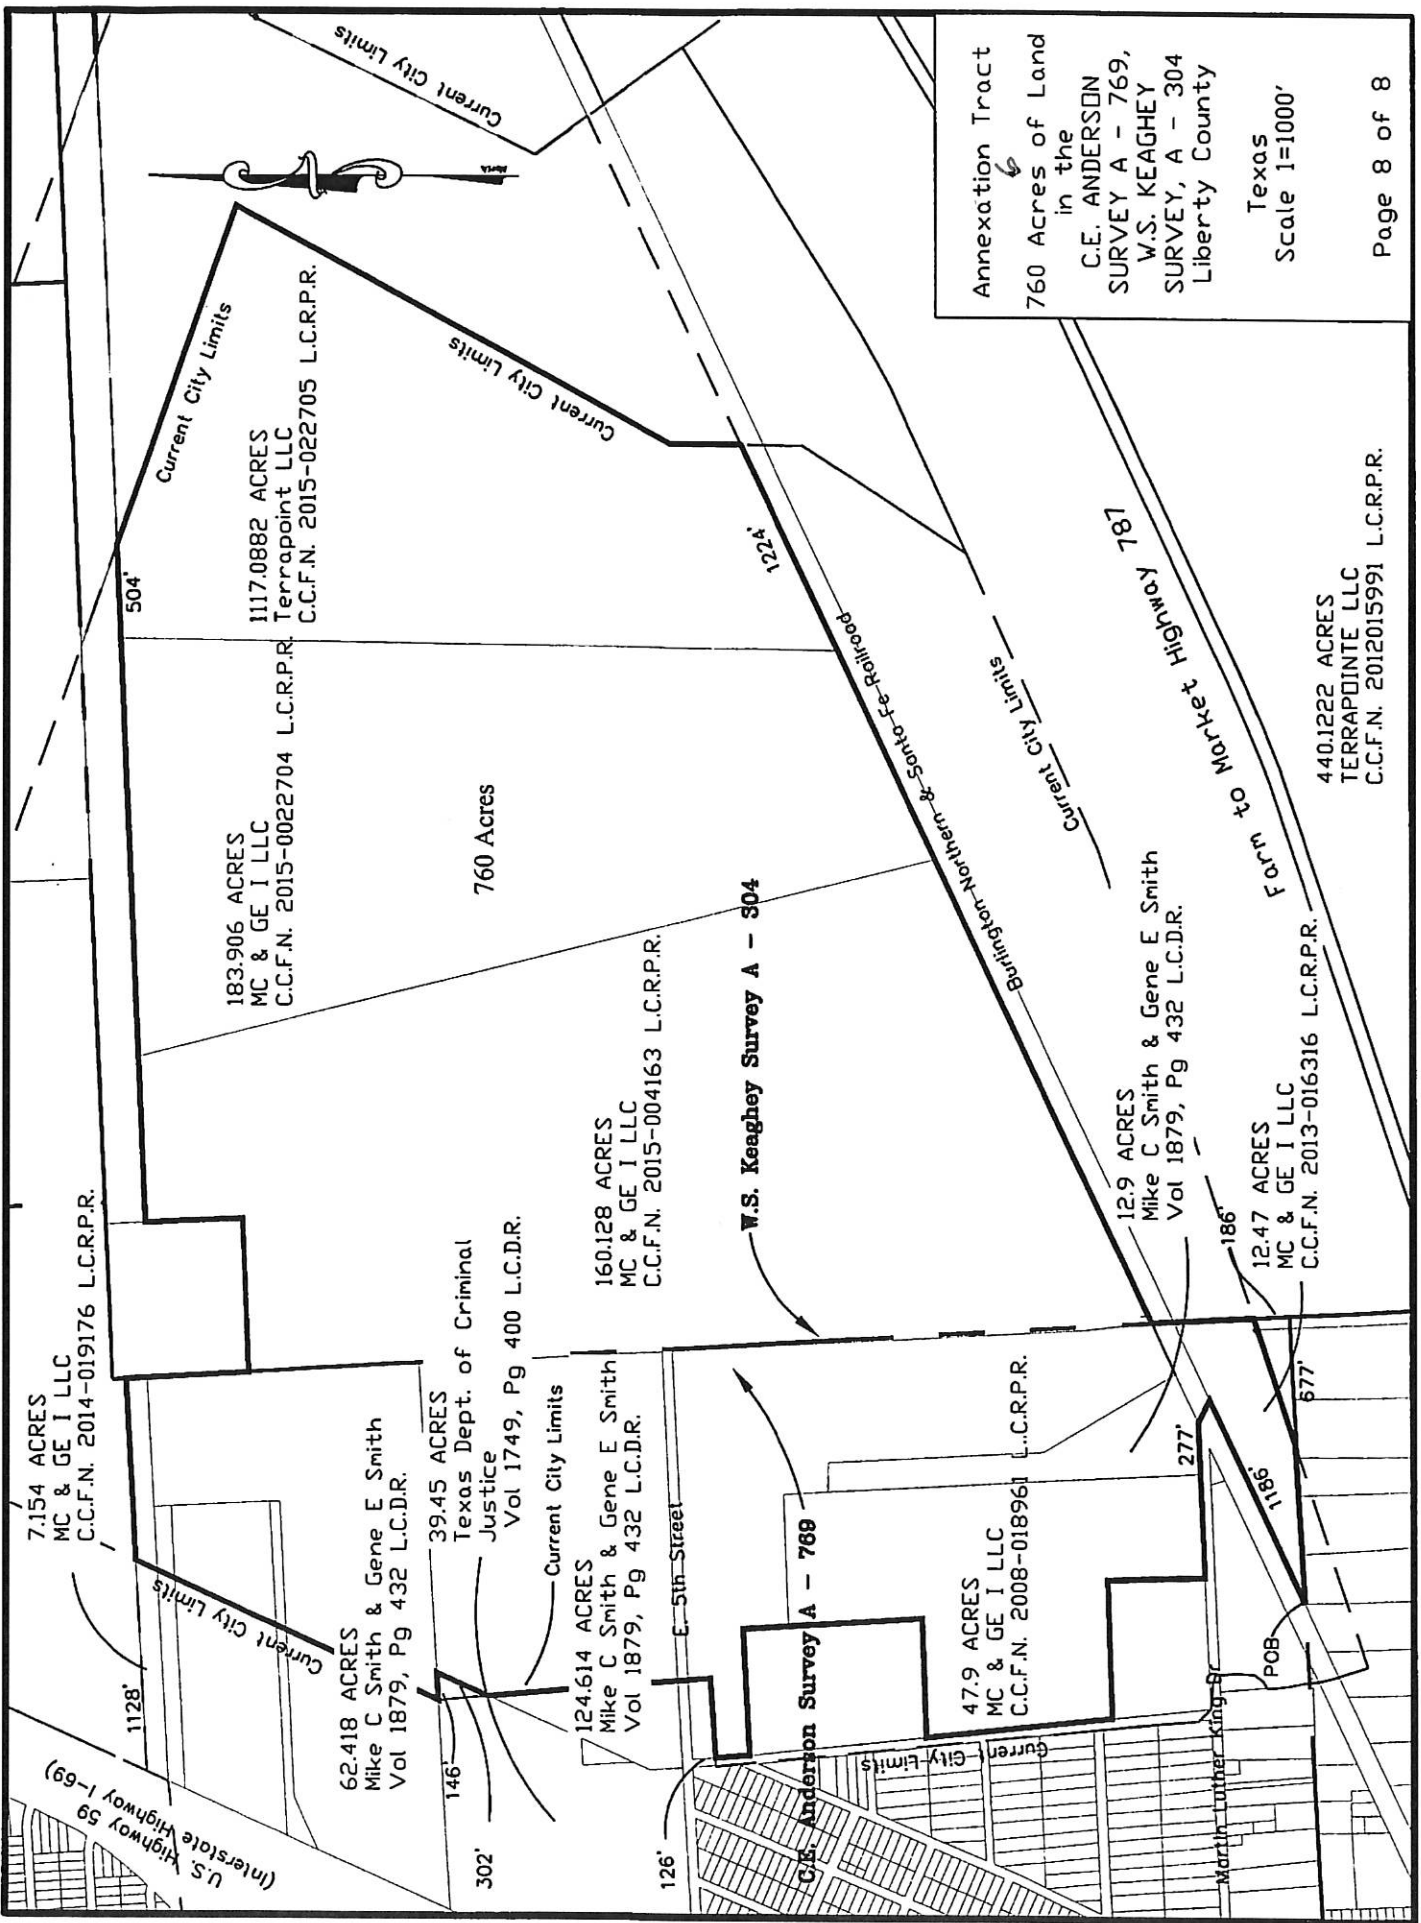 U.S. Highway 59
(Interstate Highway I-69)
1128'
7.154 ACRES
MC & GE I LLC
C.C.F.N. 2014-019176 L.C.R.P.R.
Current City Limits
62.418 ACRES
Mike C Smith & Gene E Smith
Vol 1879, Pg 432 L.C.D.R.
146'
302'
39.45 ACRES
Texas Dept. of Criminal
Justice
Vol 1749, Pg 400 L.C.D.R.
Current City Limits
124.614 ACRES
Mike C Smith & Gene E Smith
Vol 1879, Pg 432 L.C.D.R.
126'
E. 5th Street
C.E. Anderson Survey A - 769
Current City Limits
47.9 ACRES
MC & GE I LLC
C.C.F.N. 2008-018961 L.C.R.P.R.
Martin Luther King Dr
POB
1186'
277'
677'
186'
12.9 ACRES
Mike C Smith & Gene E Smith
Vol 1879, Pg 432 L.C.D.R.
12.47 ACRES
MC & GE I LLC
C.C.F.N. 2013-016316 L.C.R.P.R.
160.128 ACRES
MC & GE I LLC
C.C.F.N. 2015-004163 L.C.R.P.R.
W.S. Keaghey Survey A - 304
183.906 ACRES
MC & GE I LLC
C.C.F.N. 2015-0022704 L.C.R.P.R.
760 Acres
504'
1117.0882 ACRES
Terrapoint LLC
C.C.F.N. 2015-022705 L.C.R.P.R.
Current City Limits
Current City Limits
Current City Limits
North
1224'
Burlington Northern & Santa Fe Railroad
Current City Limits
Farm to Market Highway 787
440.1222 ACRES
TERRAPOINTE LLC
C.C.F.N. 2012015991 L.C.R.P.R.
Annexation Tract
6
760 Acres of Land
in the
C.E. ANDERSON
SURVEY A - 769,
W.S. KEAGHEY
SURVEY, A - 304
Liberty County
Texas
Scale 1=1000'
Page 8 of 8